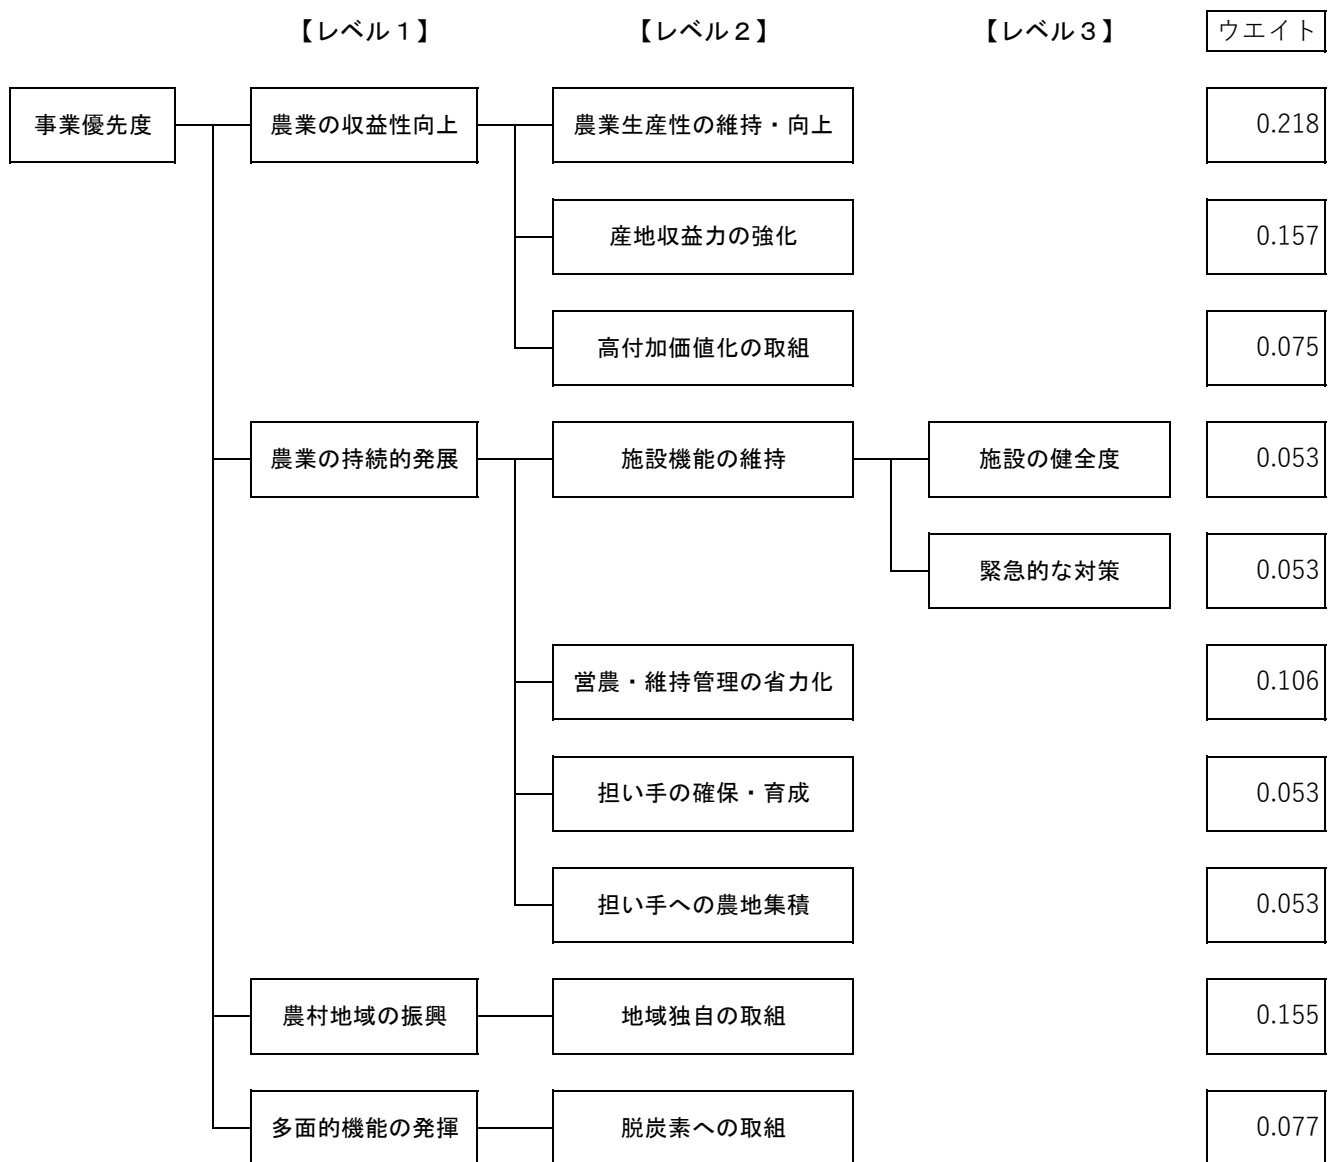 【レベル１】 【レベル２】 【レベル３】 ウエイト
事業優先度 農業の収益性向上 農業生産性の維持・向上 0.218
産地収益力の強化 0.157
高付加価値化の取組 0.075
農業の持続的発展 施設機能の維持 施設の健全度 0.053
緊急的な対策 0.053
営農・維持管理の省力化 0.106
担い手の確保・育成 0.053
担い手への農地集積 0.053
農村地域の振興 地域独自の取組 0.155
多面的機能の発揮 脱炭素への取組 0.077